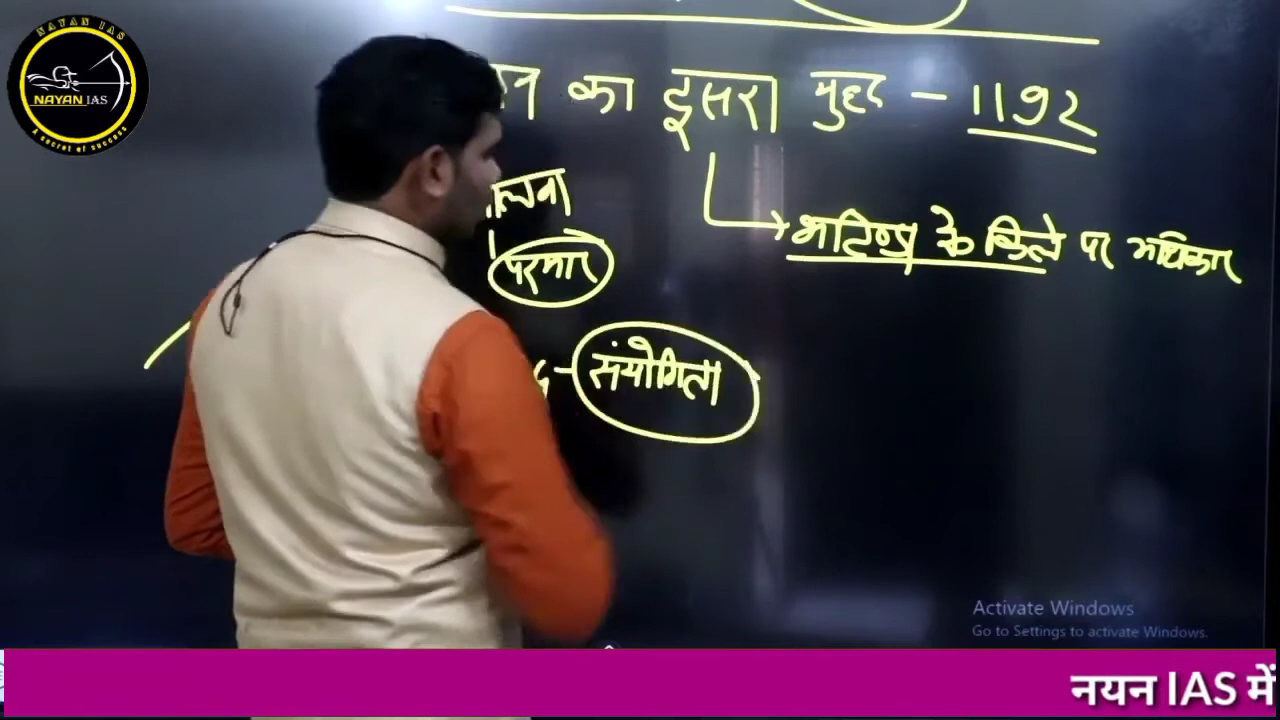 NAYAN IAS
NAYAN IAS
A secret of success
का दूसरा युद्ध – 1192
भटिण्डा के किले पर अधिकार
परमार
संयोगिता
Activate Windows
Go to Settings to activate Windows.
नयन IAS में